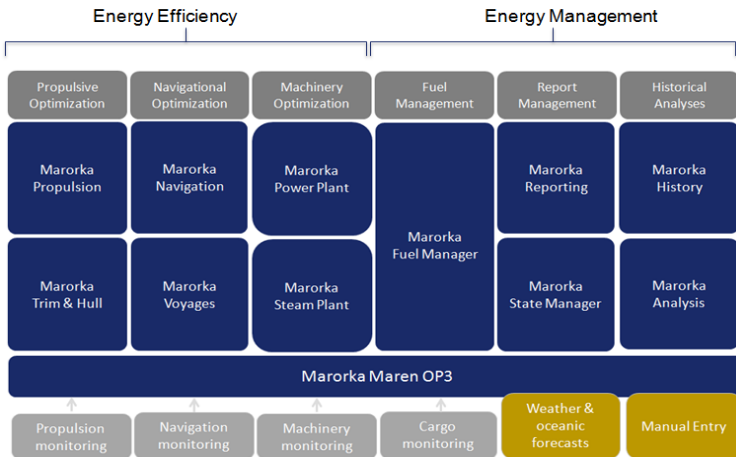 Energy Efficiency
Energy Management
Propulsive
Optimization
Navigational
Optimization
Machinery
Optimization
Fuel
Management
Report
Management
Historical
Analyses
Marorka
Propulsion
Marorka
Navigation
Marorka
Power Plant
Marorka
Fuel Manager
Marorka
Reporting
Marorka
History
Marorka
Trim & Hull
Marorka
Voyages
Marorka
Steam Plant
Marorka
State Manager
Marorka
Analysis
Marorka Maren OP3
Propulsion
monitoring
Navigation
monitoring
Machinery
monitoring
Cargo
monitoring
Weather &
oceanic
forecasts
Manual Entry